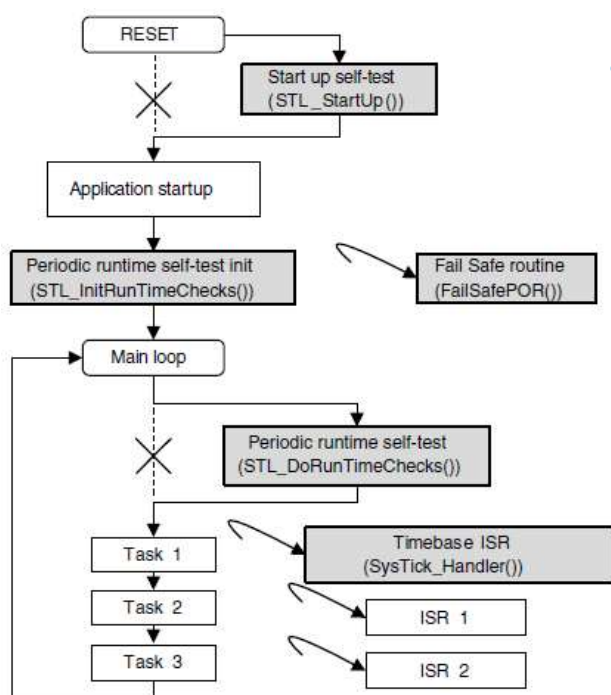 RESET
Start up self-test
(STL_StartUp())
Application startup
Periodic runtime self-test init
(STL_InitRunTimeChecks())
Fail Safe routine
(FailSafePOR())
Main loop
Periodic runtime self-test
(STL_DoRunTimeChecks())
Timebase ISR
(SysTick_Handler())
Task 1
Task 2
ISR 1
Task 3
ISR 2